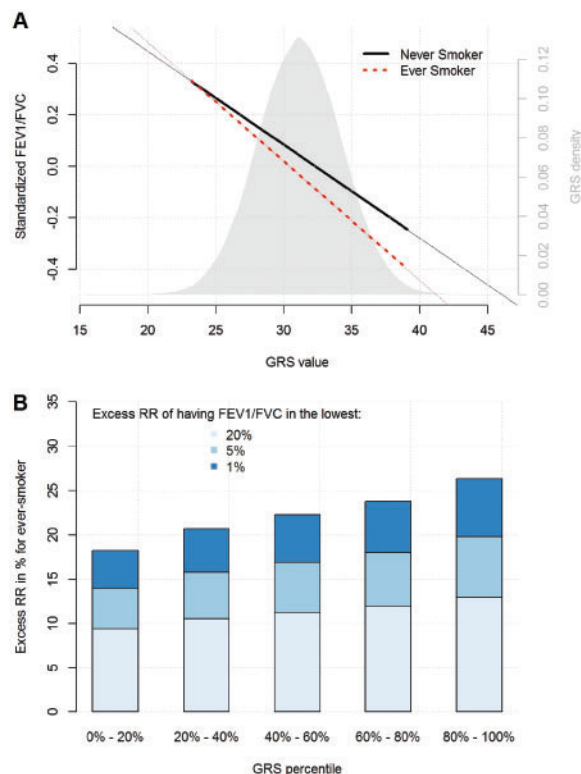 A
Standardized FEV1/FVC
0.4
0.2
0.0
-0.2
-0.4
Never Smoker
Ever Smoker
GRS density
0.12
0.10
0.08
0.06
0.04
0.02
0.00
15 20 25 30 35 40 45
GRS value
B
Excess RR in % for ever-smoker
35
30
25
20
15
10
5
0
Excess RR of having FEV1/FVC in the lowest:
20%
5%
1%
0% - 20% 20% - 40% 40% - 60% 60% - 80% 80% - 100%
GRS percentile